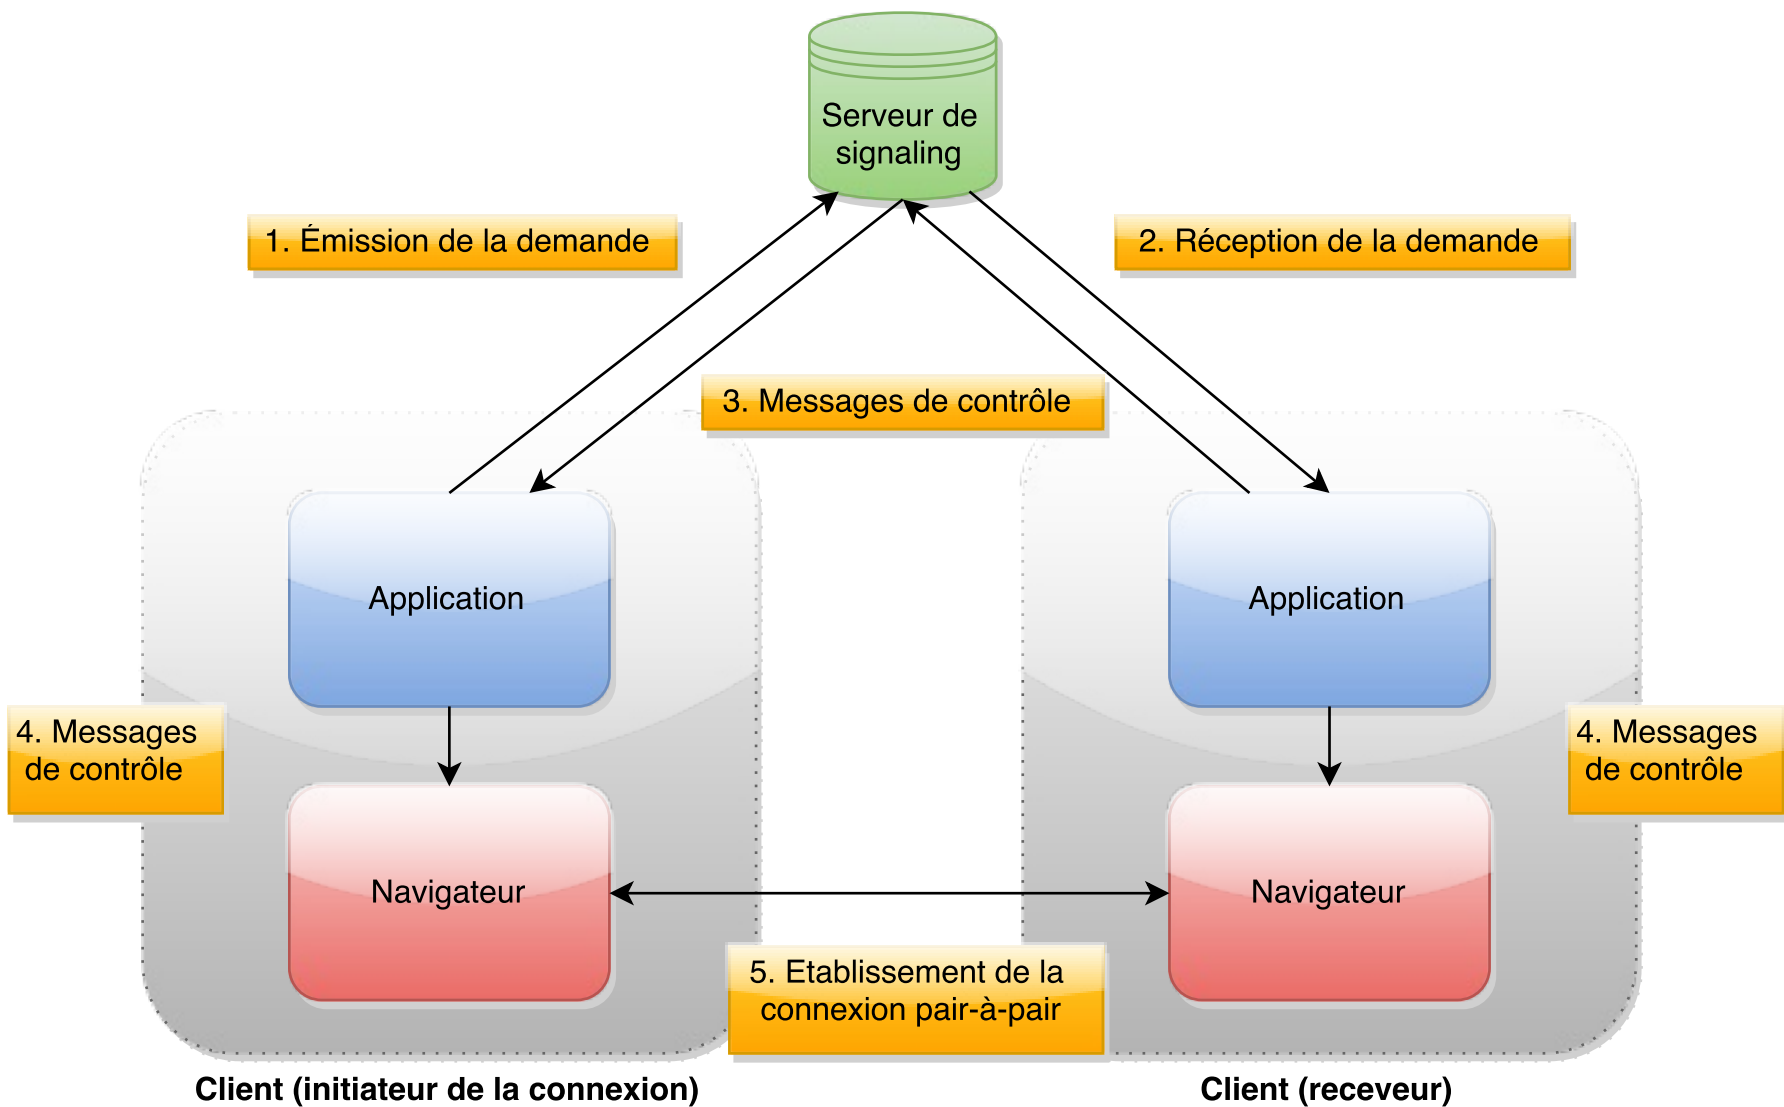 Serveur de
signaling
1. Émission de la demande
2. Réception de la demande
3. Messages de contrôle
Application
Application
4. Messages
de contrôle
4. Messages
de contrôle
Navigateur
Navigateur
5. Etablissement de la
connexion pair-à-pair
Client (initiateur de la connexion)
Client (receveur)